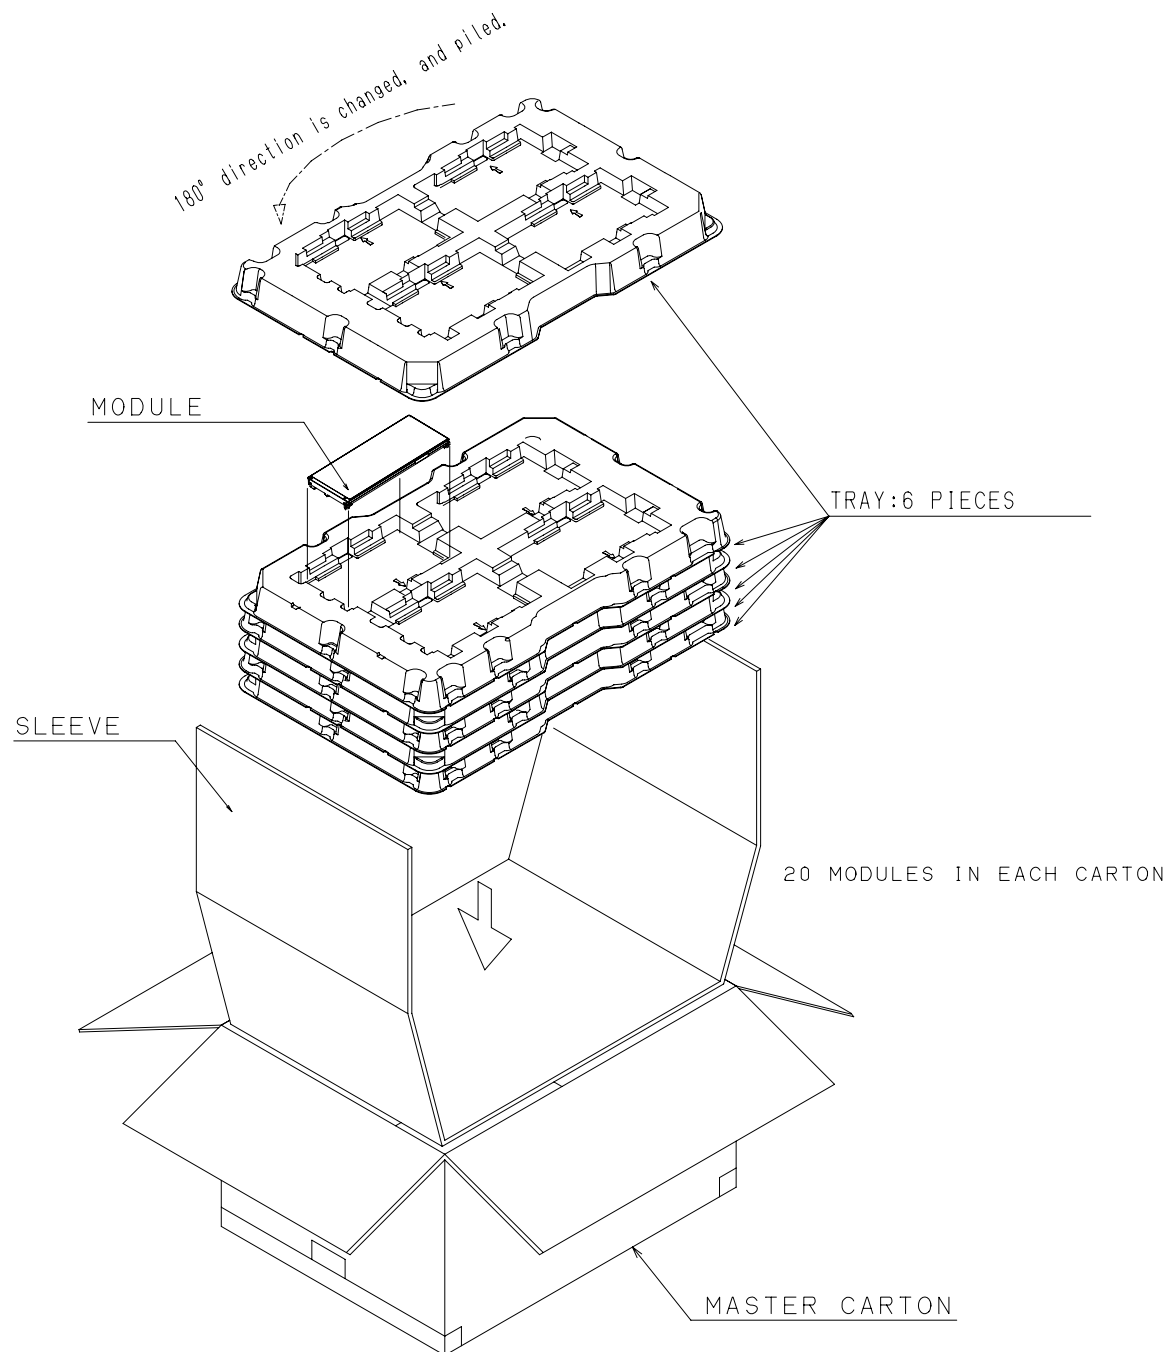 180° direction is changed, and piled.
MODULE
TRAY:6 PIECES
SLEEVE
20 MODULES IN EACH CARTON
MASTER CARTON